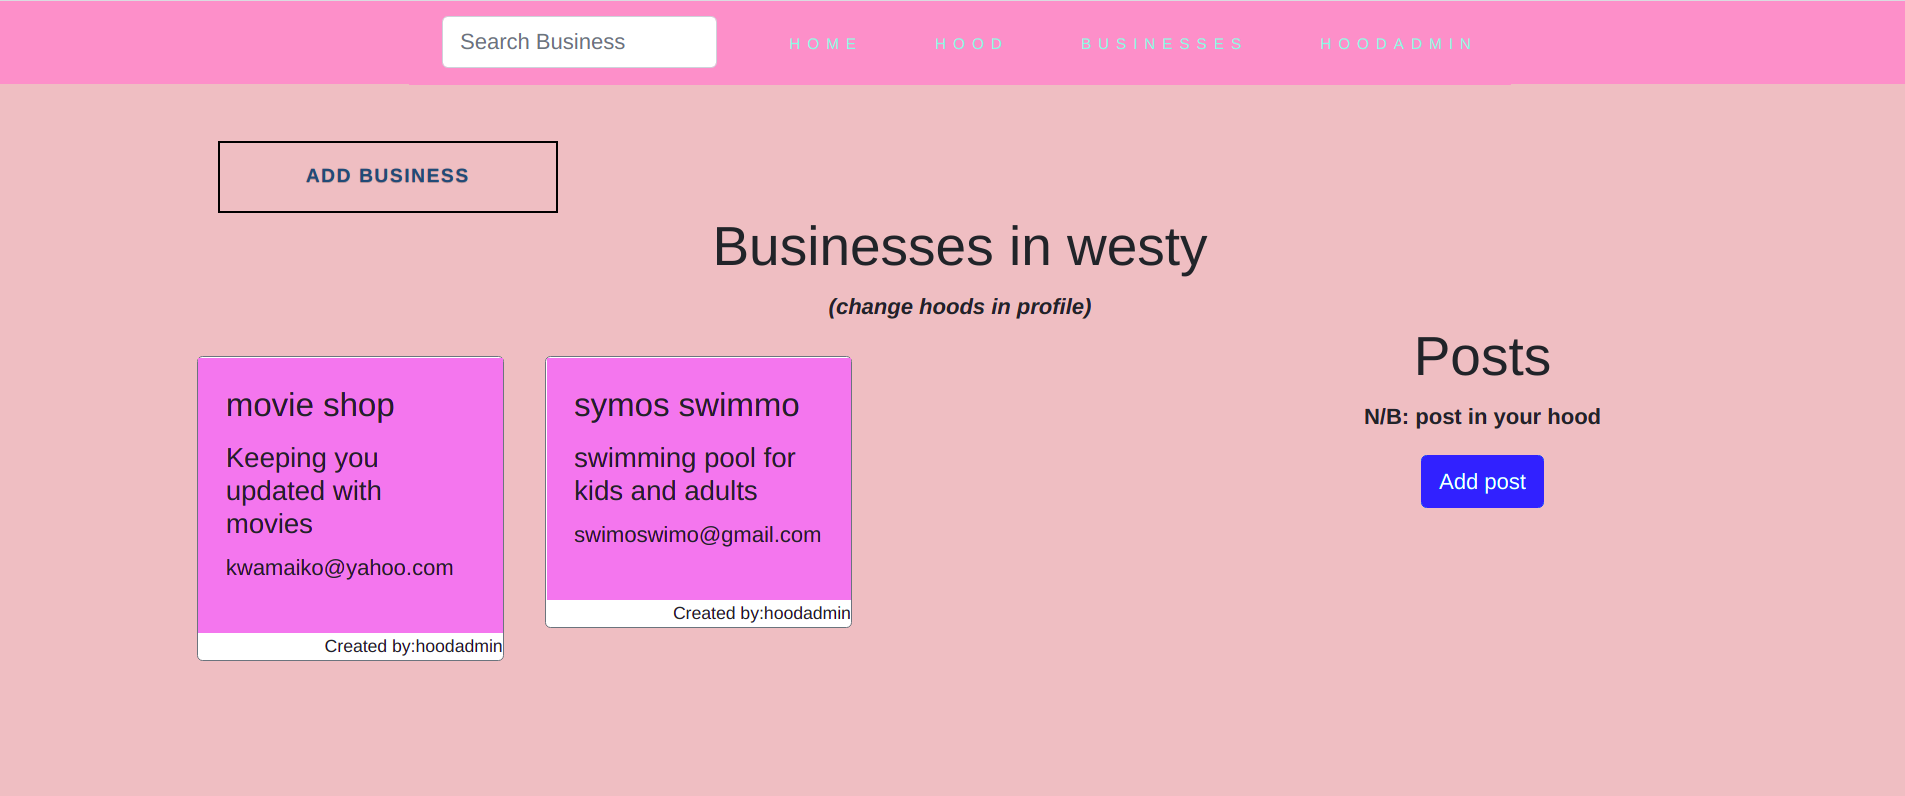 Search Business
HOME
HOOD
BUSINESSES
HOODADMIN
ADD BUSINESS
Businesses in westy
(change hoods in profile)
movie shop
Keeping you
updated with
movies
kwamaiko@yahoo.com
Created by:hoodadmin
symos swimmo
swimming pool for
kids and adults
swimoswimo@gmail.com
Created by:hoodadmin
Posts
N/B: post in your hood
Add post